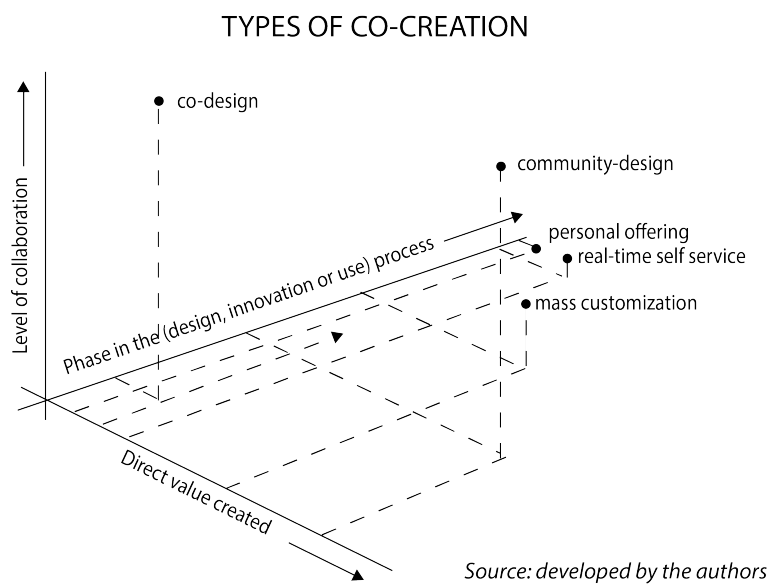 TYPES OF CO-CREATION
co-design
community-design
personal offering
real-time self service
mass customization
Level of collaboration
Phase in the (design, innovation or use) process
Direct value created
Source: developed by the authors